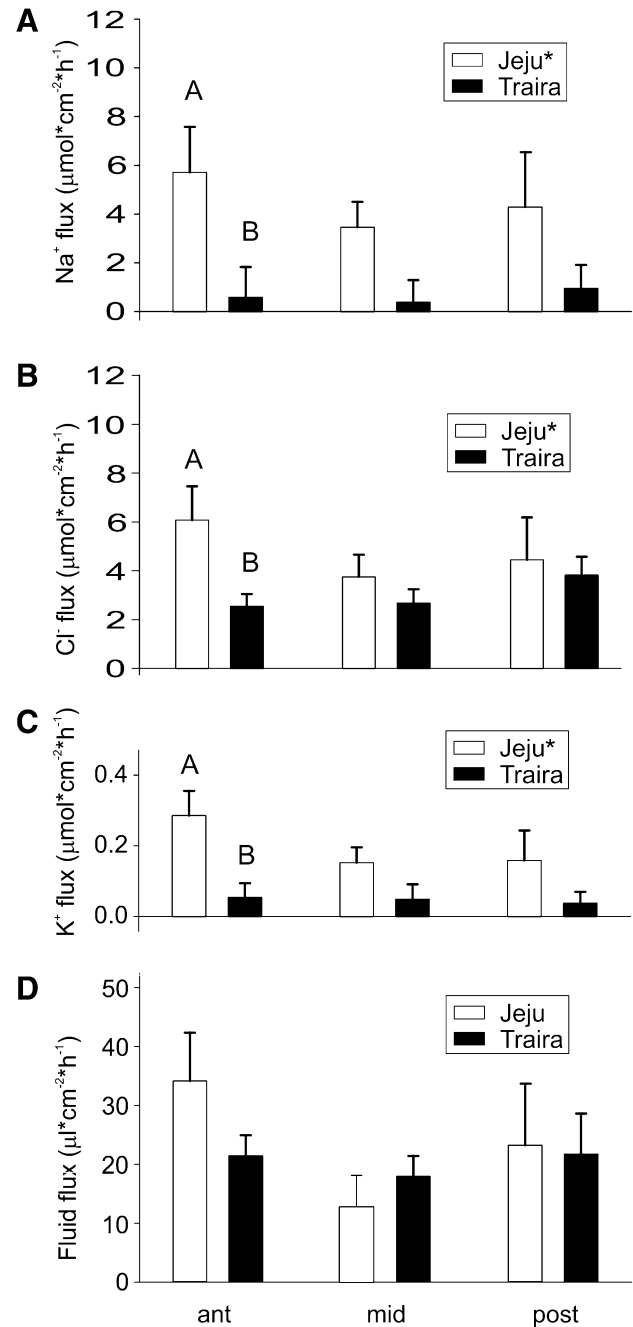 A
Na⁺ flux (μmol*cm⁻²*h⁻¹)
12
10
8
6
4
2
0
A
B
Jeju*
Traira
B
Cl⁻ flux (μmol*cm⁻²*h⁻¹)
12
10
8
6
4
2
0
A
B
Jeju*
Traira
C
K⁺ flux (μmol*cm⁻²*h⁻¹)
0.4
0.2
0.0
A
B
Jeju*
Traira
D
Fluid flux (μl*cm⁻²*h⁻¹)
50
40
30
20
10
0
Jeju
Traira
ant mid post